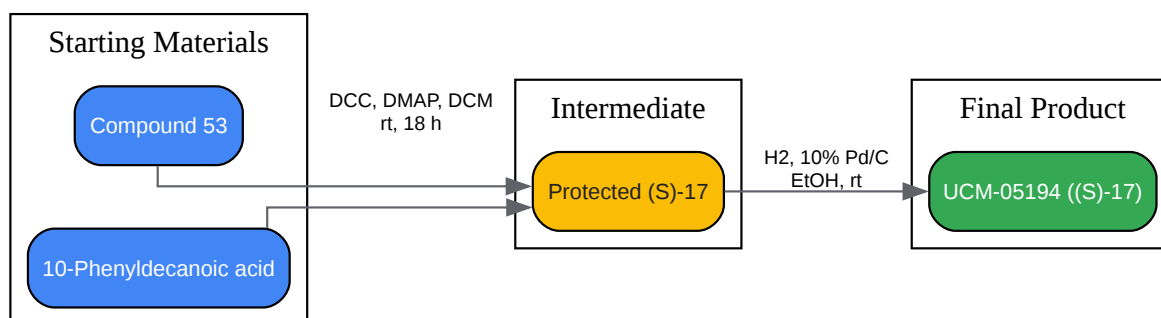 Starting Materials
Compound 53
10-Phenyldecanoic acid
DCC, DMAP, DCM
rt, 18 h
Intermediate
Protected (S)-17
H2, 10% Pd/C
EtOH, rt
Final Product
UCM-05194 ((S)-17)